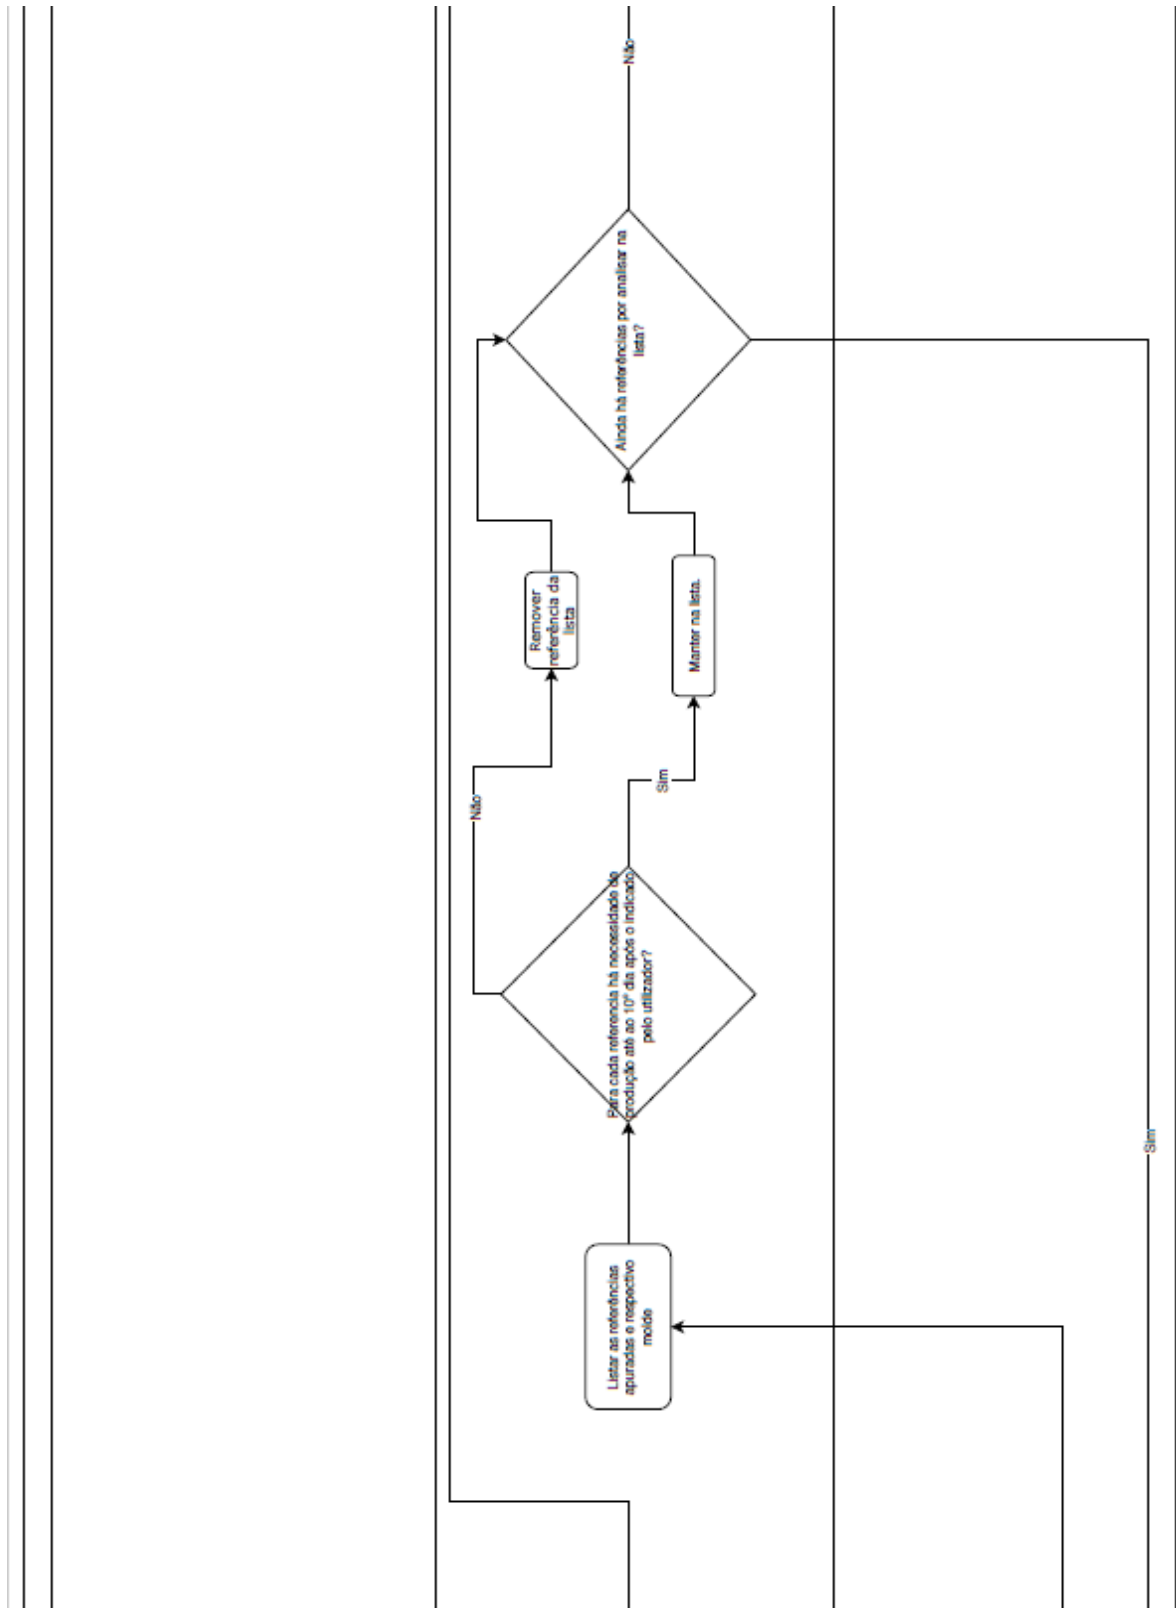 Listar as referências
apuradas e respectivo
molde
Para cada referencia há necessidade de
produção até ao 10º dia após o indicado
pelo utilizador?
Não
Sim
Remover
referência da
lista
Manter na lista.
Ainda há referências por analisar na
lista?
Não
Sim